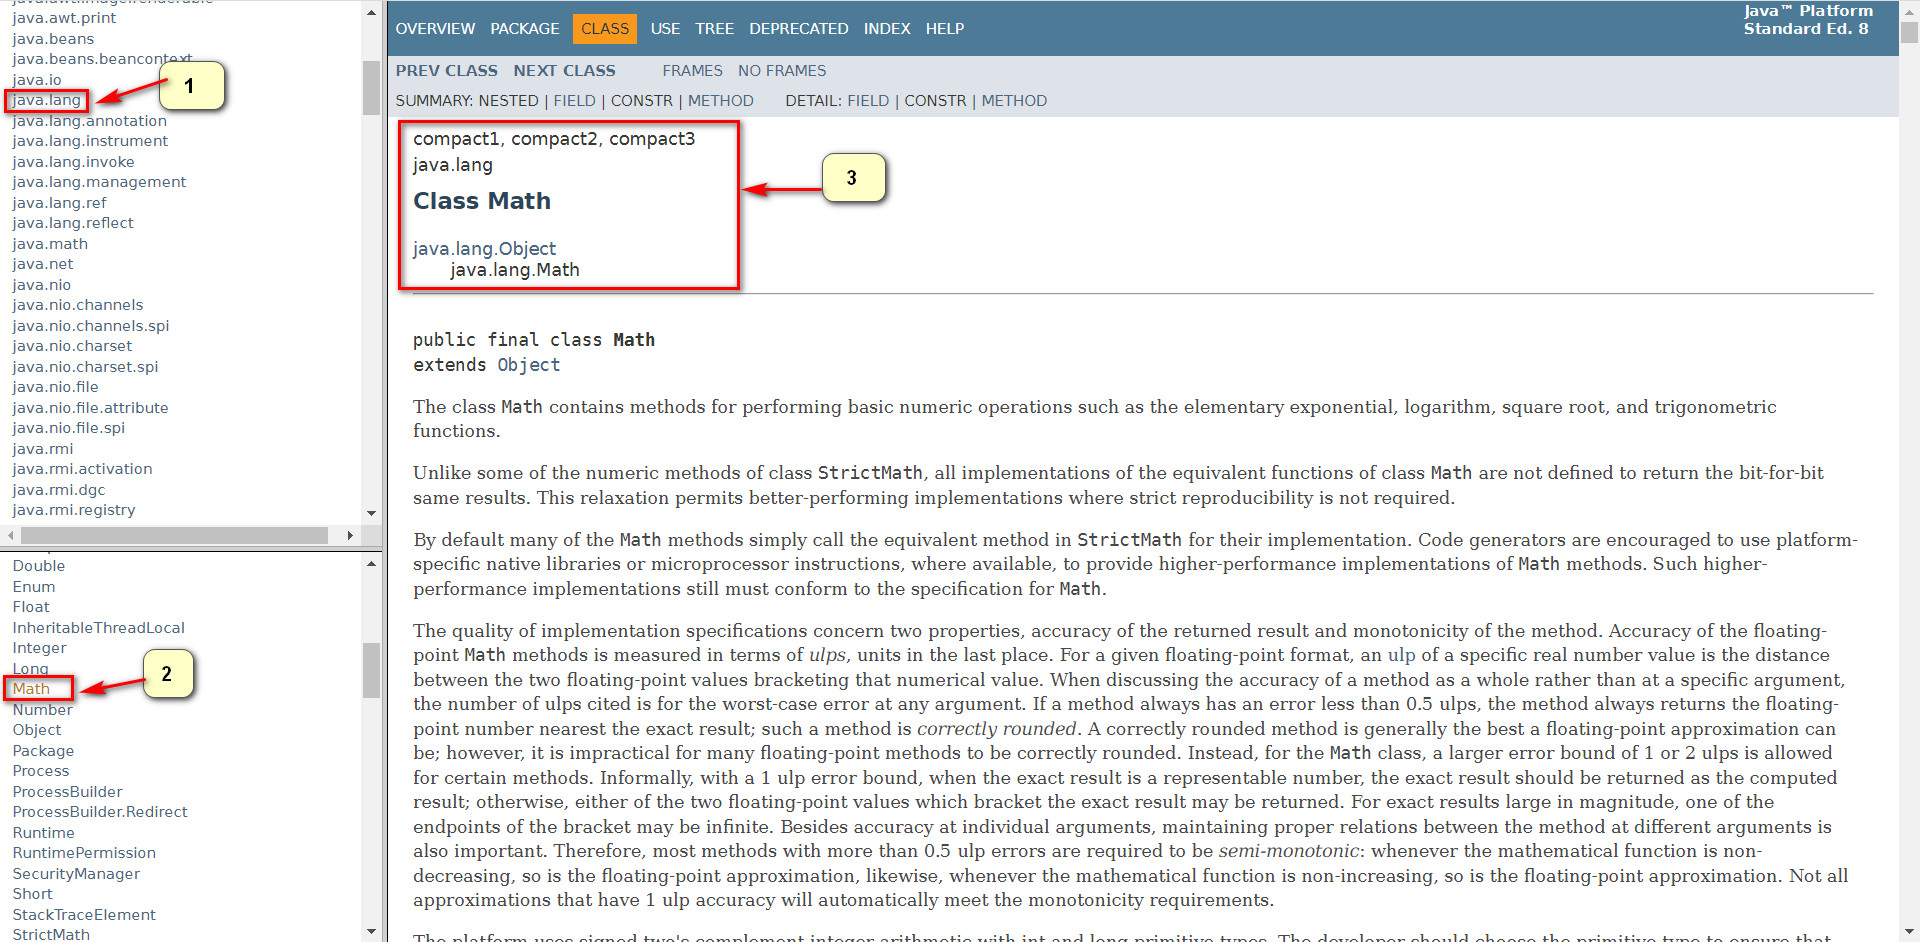 java.awt.image.renderable
java.awt.print
java.beans
java.beans.beancontext
java.io
java.lang
1
java.lang.annotation
java.lang.instrument
java.lang.invoke
java.lang.management
java.lang.ref
java.lang.reflect
java.math
java.net
java.nio
java.nio.channels
java.nio.channels.spi
java.nio.charset
java.nio.charset.spi
java.nio.file
java.nio.file.attribute
java.nio.file.spi
java.rmi
java.rmi.activation
java.rmi.dgc
java.rmi.registry
Double
Enum
Float
InheritableThreadLocal
Integer
Long
Math
2
Number
Object
Package
Process
ProcessBuilder
ProcessBuilder.Redirect
Runtime
RuntimePermission
SecurityManager
Short
StackTraceElement
StrictMath
OVERVIEW PACKAGE CLASS USE TREE DEPRECATED INDEX HELP
Java™ Platform
Standard Ed. 8
PREV CLASS NEXT CLASS FRAMES NO FRAMES
SUMMARY: NESTED | FIELD | CONSTR | METHOD DETAIL: FIELD | CONSTR | METHOD
compact1, compact2, compact3
java.lang
3
Class Math
java.lang.Object
java.lang.Math
public final class Math
extends Object
The class Math contains methods for performing basic numeric operations such as the elementary exponential, logarithm, square root, and trigonometric
functions.
Unlike some of the numeric methods of class StrictMath, all implementations of the equivalent functions of class Math are not defined to return the bit-for-bit
same results. This relaxation permits better-performing implementations where strict reproducibility is not required.
By default many of the Math methods simply call the equivalent method in StrictMath for their implementation. Code generators are encouraged to use platform-
specific native libraries or microprocessor instructions, where available, to provide higher-performance implementations of Math methods. Such higher-
performance implementations still must conform to the specification for Math.
The quality of implementation specifications concern two properties, accuracy of the returned result and monotonicity of the method. Accuracy of the floating-
point Math methods is measured in terms of ulps, units in the last place. For a given floating-point format, an ulp of a specific real number value is the distance
between the two floating-point values bracketing that numerical value. When discussing the accuracy of a method as a whole rather than at a specific argument,
the number of ulps cited is for the worst-case error at any argument. If a method always has an error less than 0.5 ulps, the method always returns the floating-
point number nearest the exact result; such a method is correctly rounded. A correctly rounded method is generally the best a floating-point approximation can
be; however, it is impractical for many floating-point methods to be correctly rounded. Instead, for the Math class, a larger error bound of 1 or 2 ulps is allowed
for certain methods. Informally, with a 1 ulp error bound, when the exact result is a representable number, the exact result should be returned as the computed
result; otherwise, either of the two floating-point values which bracket the exact result may be returned. For exact results large in magnitude, one of the
endpoints of the bracket may be infinite. Besides accuracy at individual arguments, maintaining proper relations between the method at different arguments is
also important. Therefore, most methods with more than 0.5 ulp errors are required to be semi-monotonic: whenever the mathematical function is non-
decreasing, so is the floating-point approximation, likewise, whenever the mathematical function is non-increasing, so is the floating-point approximation. Not all
approximations that have 1 ulp accuracy will automatically meet the monotonicity requirements.
The platform uses signed two's complement integer arithmetic with int and long primitive types. The developer should choose the primitive type to ensure that